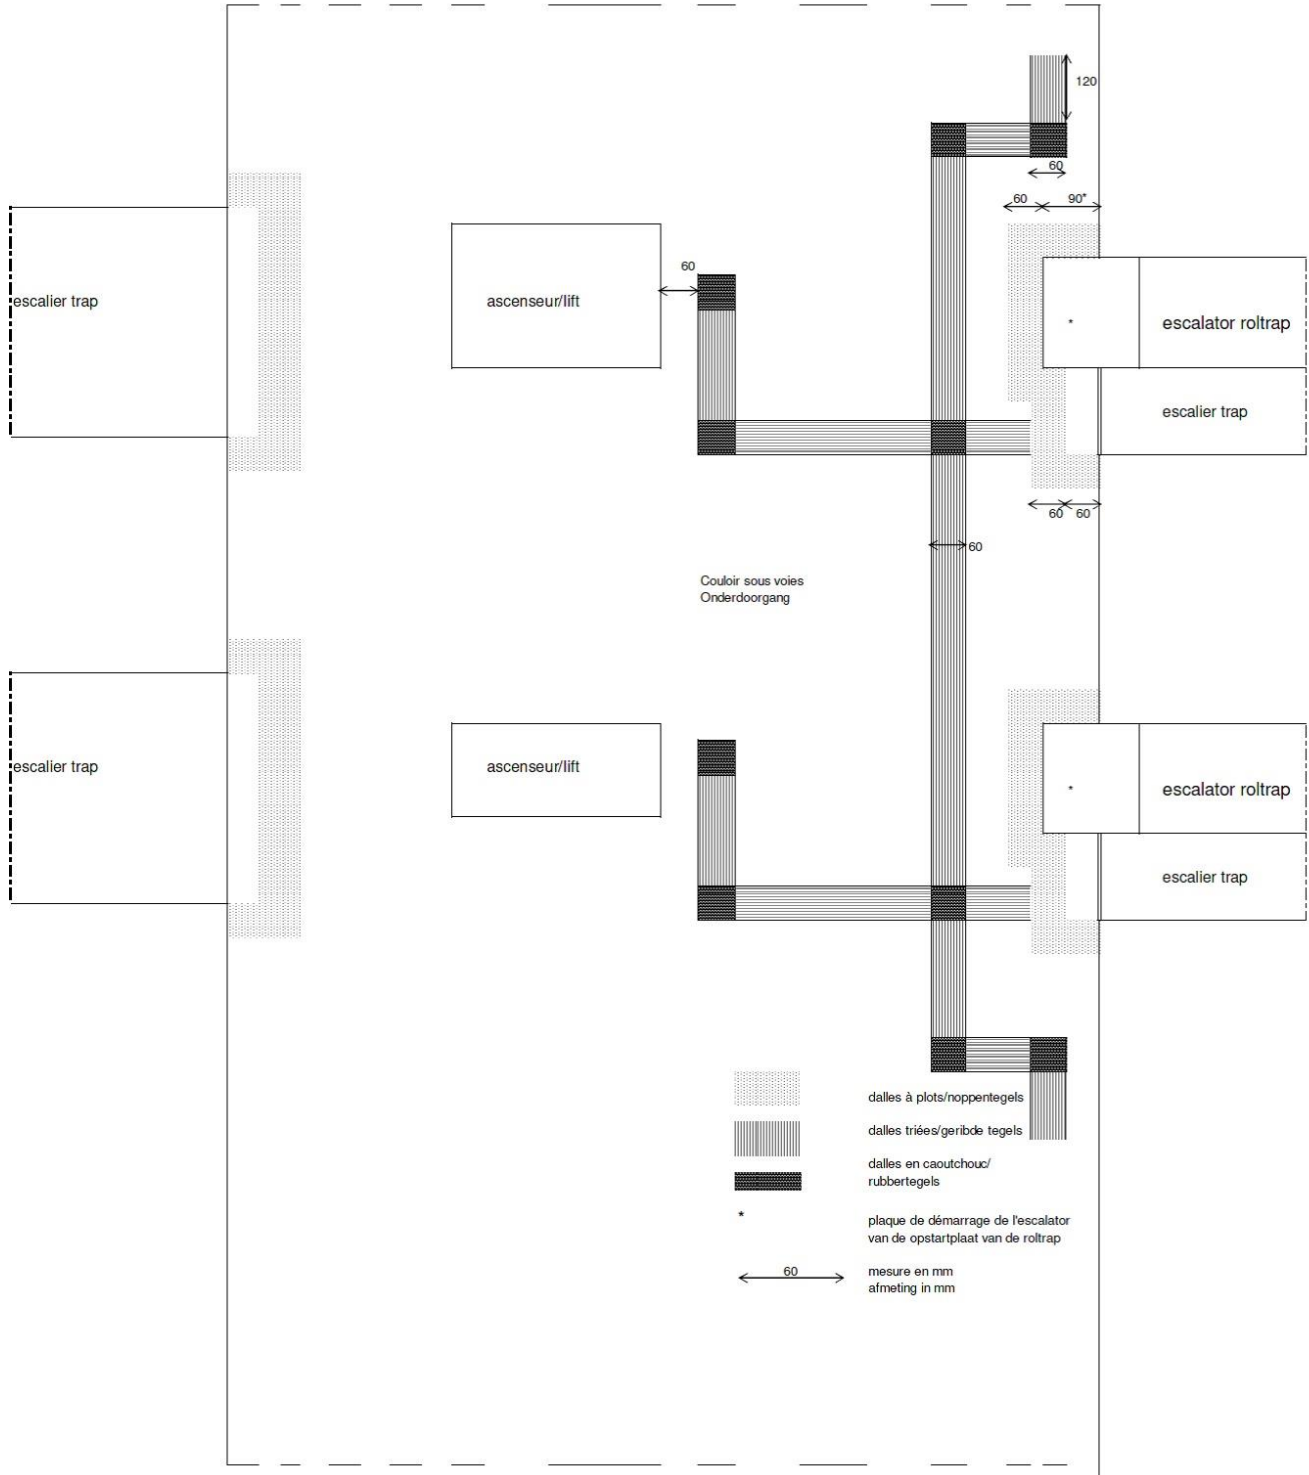 120
60
60
90*
60
escalier trap
ascenseur/lift
*
escalator roltrap
escalier trap
60
60
60
Couloir sous voies
Onderdoorgang
escalier trap
ascenseur/lift
*
escalator roltrap
escalier trap
dalles à plots/noppentegels
dalles triées/geribde tegels
dalles en caoutchouc/
rubbertegels
*
plaque de démarrage de l'escalator
van de opstartplaat van de roltrap
60
mesure en mm
afmeting in mm